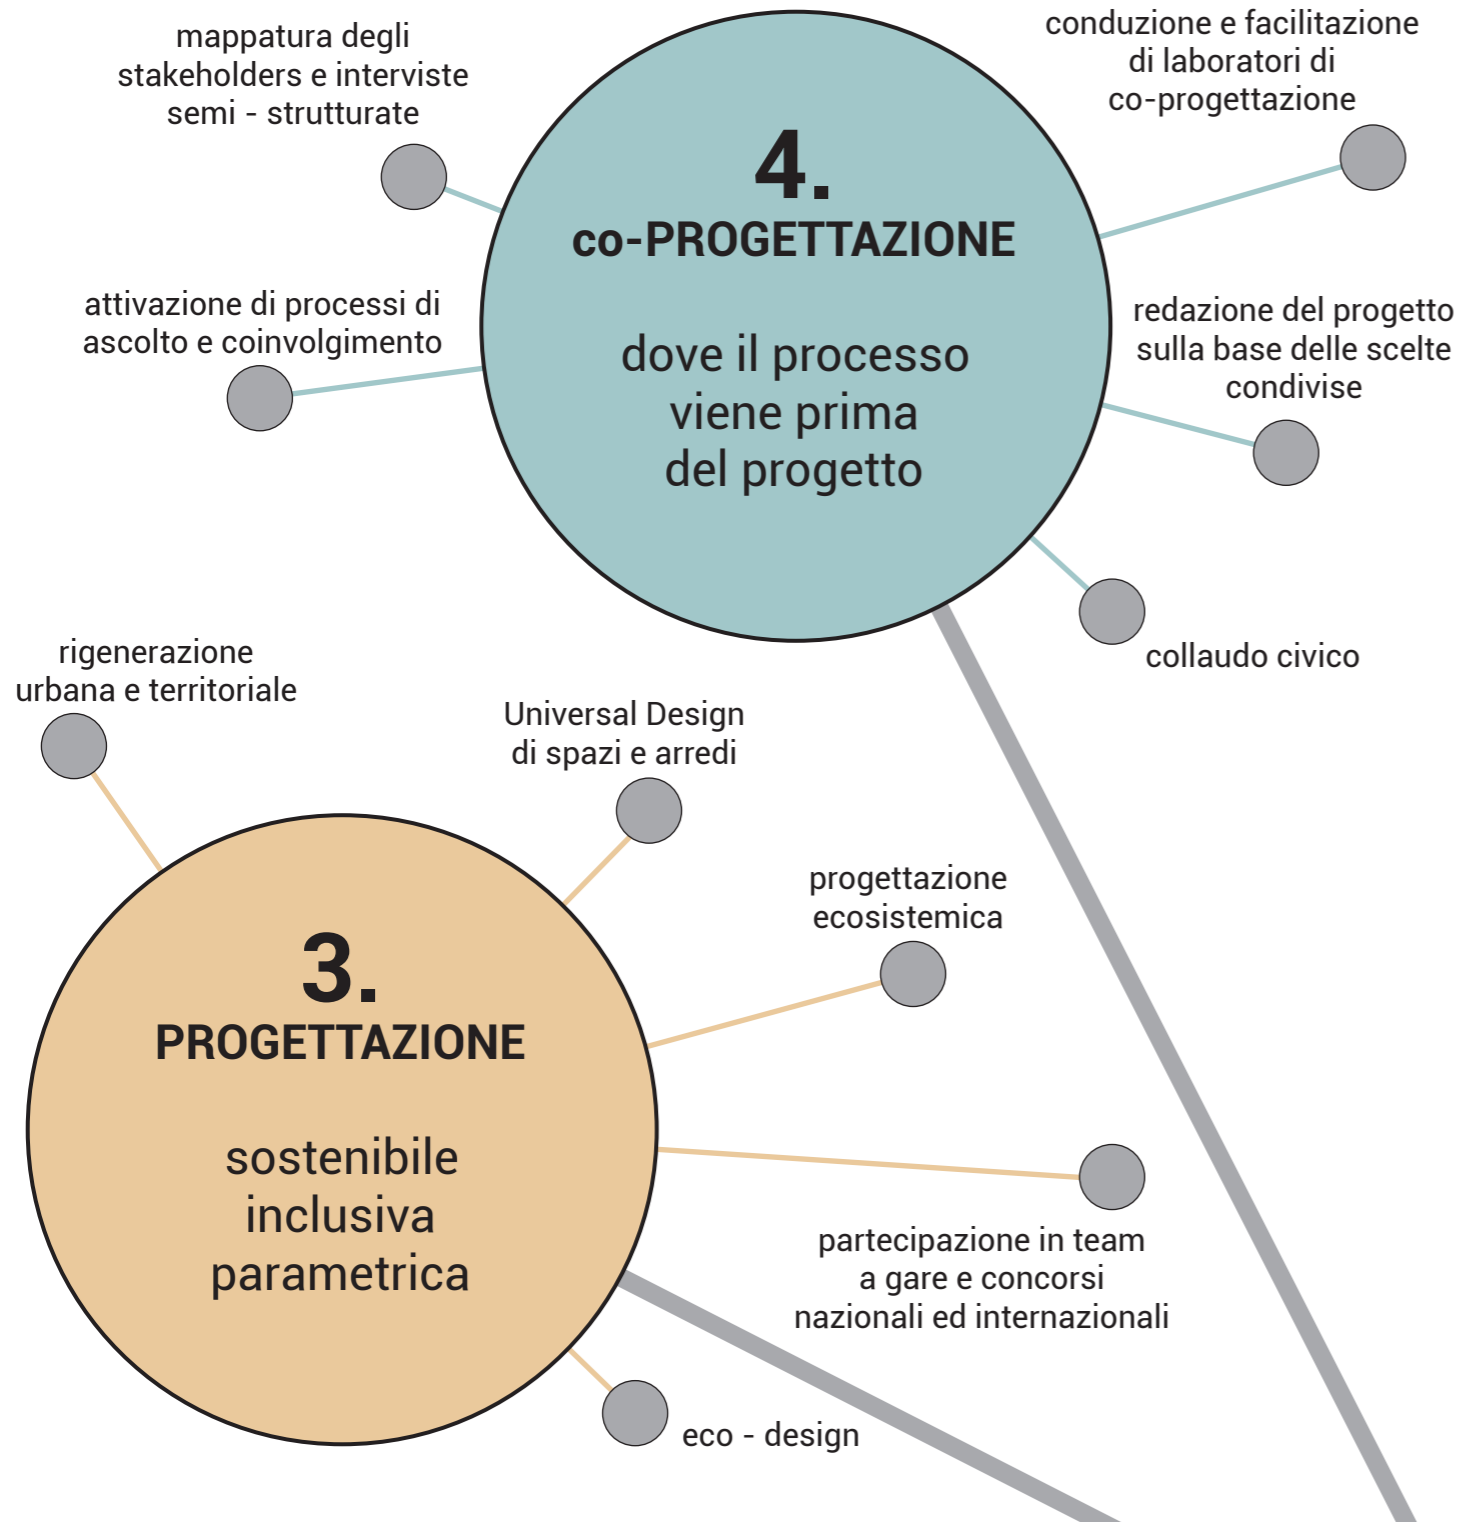 mappatura degli
stakeholders e interviste
semi - strutturate
conduzione e facilitazione
di laboratori di
co-progettazione
4.
co-PROGETTAZIONE
dove il processo
viene prima
del progetto
attivazione di processi di
ascolto e coinvolgimento
redazione del progetto
sulla base delle scelte
condivise
collaudo civico
rigenerazione
urbana e territoriale
Universal Design
di spazi e arredi
progettazione
ecosistemica
3.
PROGETTAZIONE
sostenibile
inclusiva
parametrica
partecipazione in team
a gare e concorsi
nazionali ed internazionali
eco - design